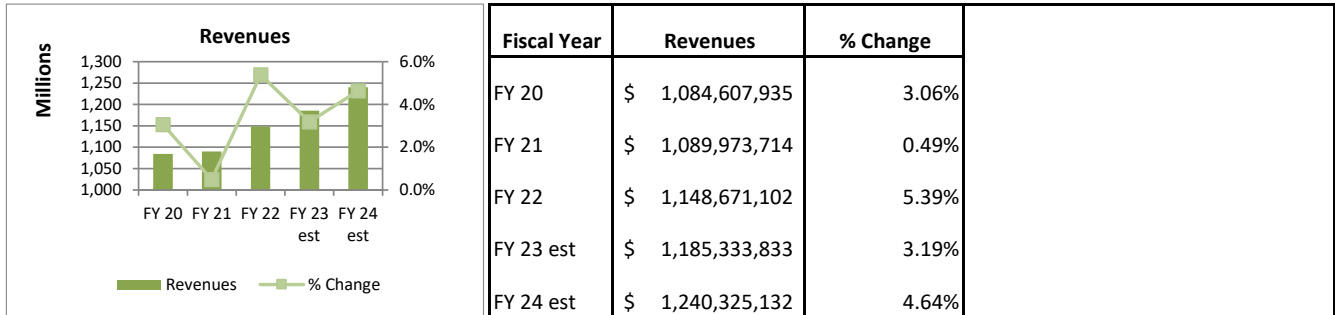 Revenues
Millions
1,300
1,250
1,200
1,150
1,100
1,050
1,000
6.0%
4.0%
2.0%
0.0%
FY 20 FY 21 FY 22 FY 23 FY 24
est est
Revenues % Change
Fiscal Year Revenues % Change
FY 20 $ 1,084,607,935 3.06%
FY 21 $ 1,089,973,714 0.49%
FY 22 $ 1,148,671,102 5.39%
FY 23 est $ 1,185,333,833 3.19%
FY 24 est $ 1,240,325,132 4.64%